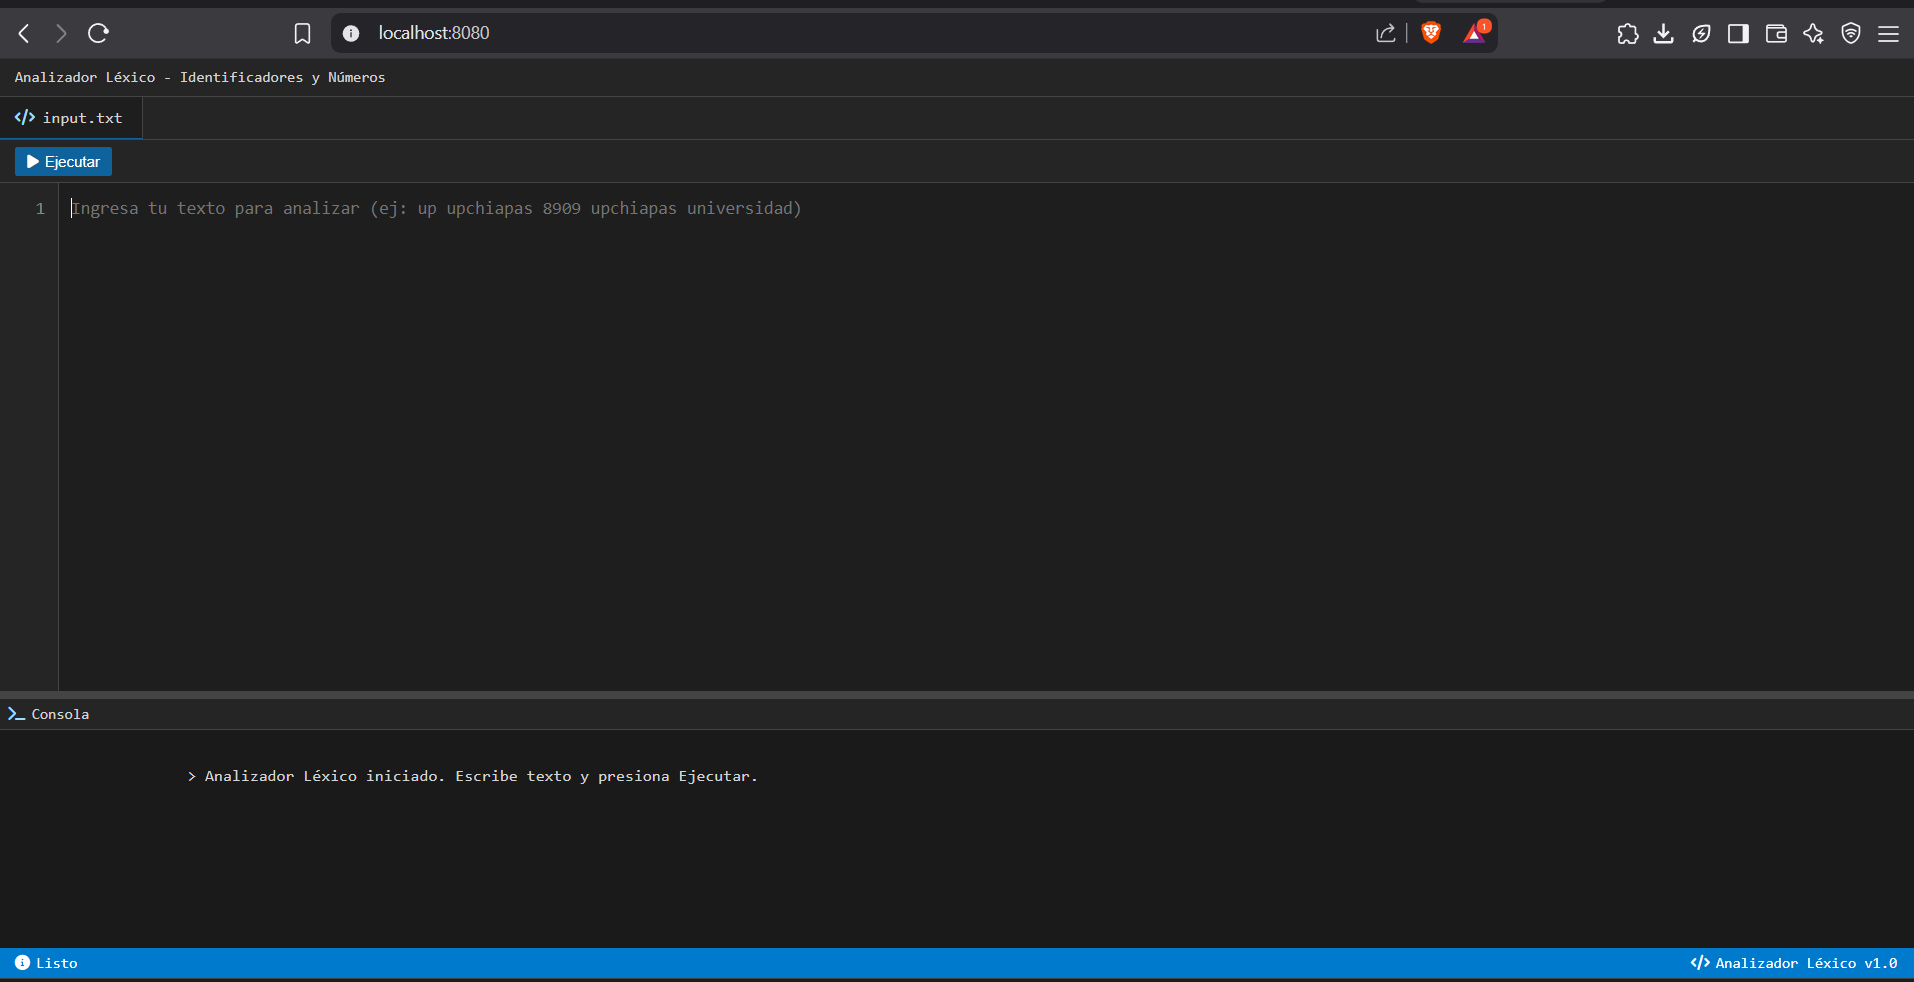 localhost:8080
1
Analizador Léxico - Identificadores y Números
input.txt
Ejecutar
1 Ingresa tu texto para analizar (ej: up upchiapas 8909 upchiapas universidad)
Consola
> Analizador Léxico iniciado. Escribe texto y presiona Ejecutar.
Listo
Analizador Léxico v1.0